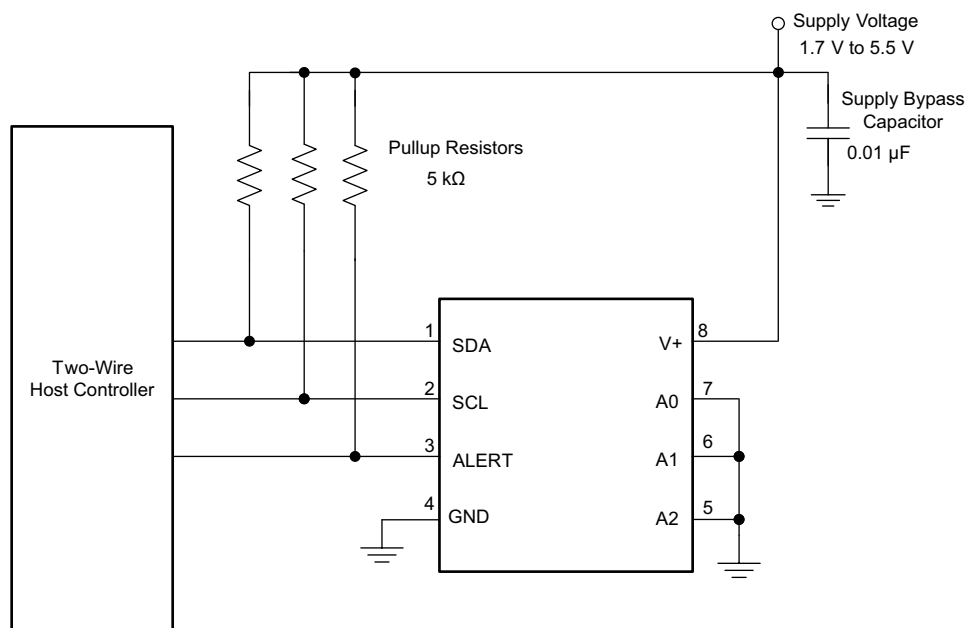 Supply Voltage
1.7 V to 5.5 V
Supply Bypass
Capacitor
0.01 µF
Pullup Resistors
5 kΩ
Two-Wire
Host Controller
1
SDA
2
SCL
3
ALERT
4
GND
V+
8
A0
7
A1
6
A2
5